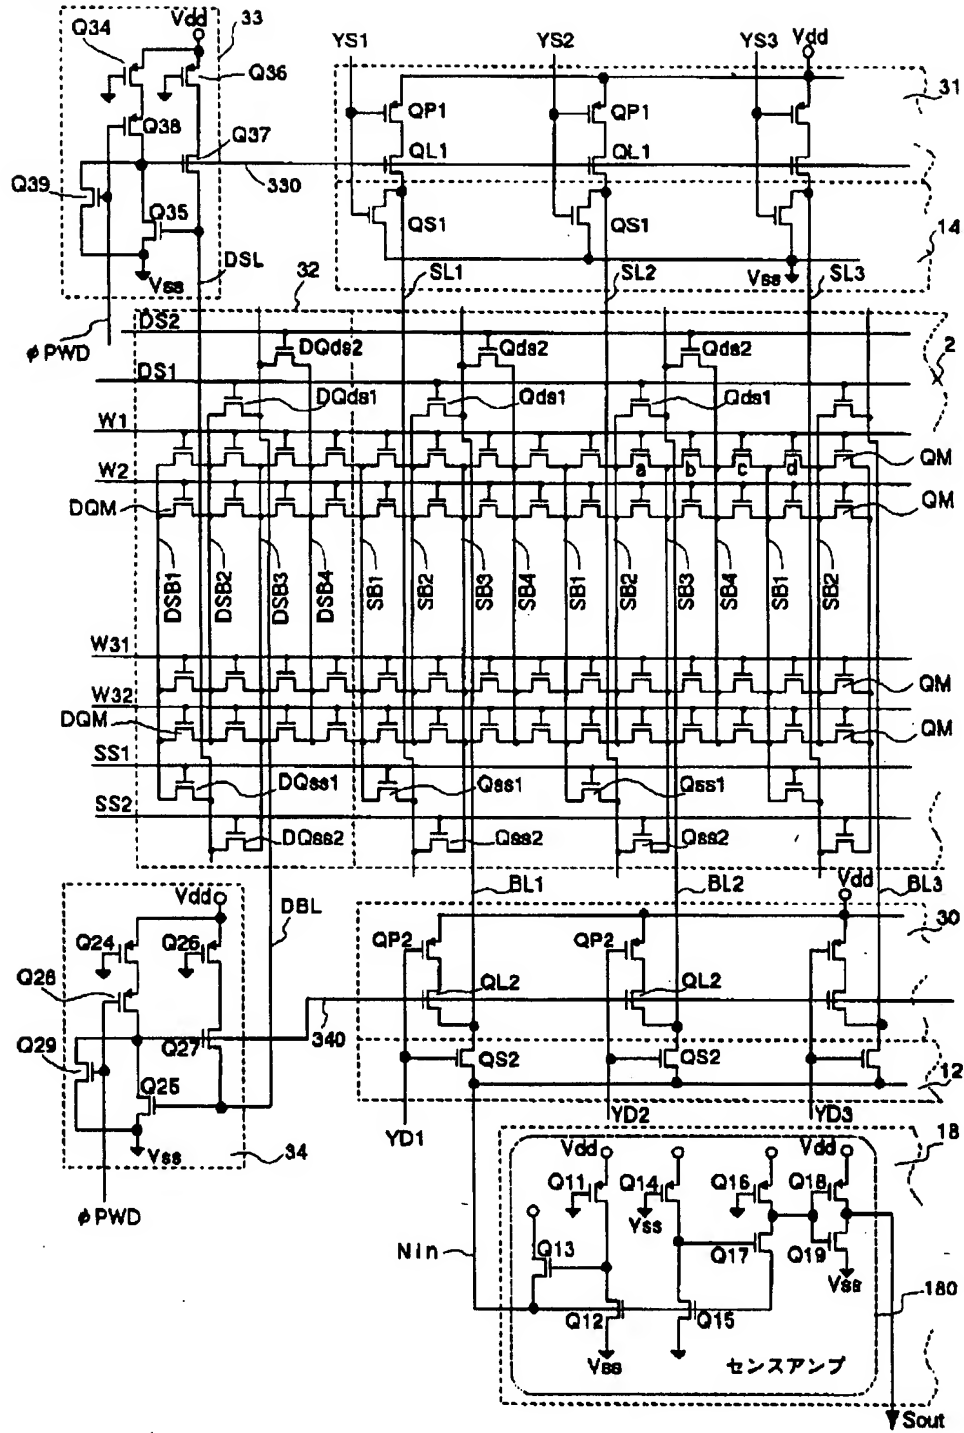 Q34 Vdd 33 YS1 YS2 YS3 Vdd
Q36 31
Q38 QP1 QP1
Q37
Q39 330 QL1 QL1
Q35 QS1 QS1 14
DSL
Vss SL1 SL2 Vss SL3
32
DS2
φPWD DQds2 Qds2 Qds2 2
DS1
DQds1 Qds1 Qds1
W1
a b c d QM
W2
DQM QM
DSB1 DSB2 DSB3 DSB4 SB1 SB2 SB3 SB4 SB1 SB2 SB3 SB4 SB1 SB2
W31
QM
W32
DQM QM
SS1
DQss1 Qss1 Qss1
SS2
DQss2 Qss2 Qss2
BL1 BL2 Vdd BL3
Vdd DBL 30
Q24 Q26 QP2 QP2
Q28 QL2 QL2
Q29 Q27 340
QS2 QS2 12
Q25
YD1 YD2 YD3
Vss 34 18
φPWD Vdd Vdd
Q11 Q14 Q16 Q18
Vss
Nin Q13 Q17 Q19
Vss 180
Q12 Q15
Vss
センスアンプ
Sout